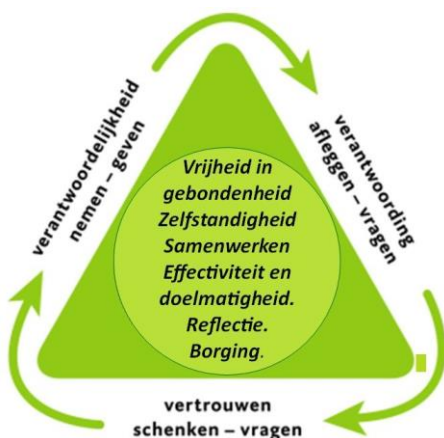 verantwoordelijkheid
nemen – geven
verantwoording
afleggen – vragen
Vrijheid in
gebondenheid
Zelfstandigheid
Samenwerken
Effectiviteit en
doelmatigheid.
Reflectie.
Borging.
vertrouwen
schenken – vragen